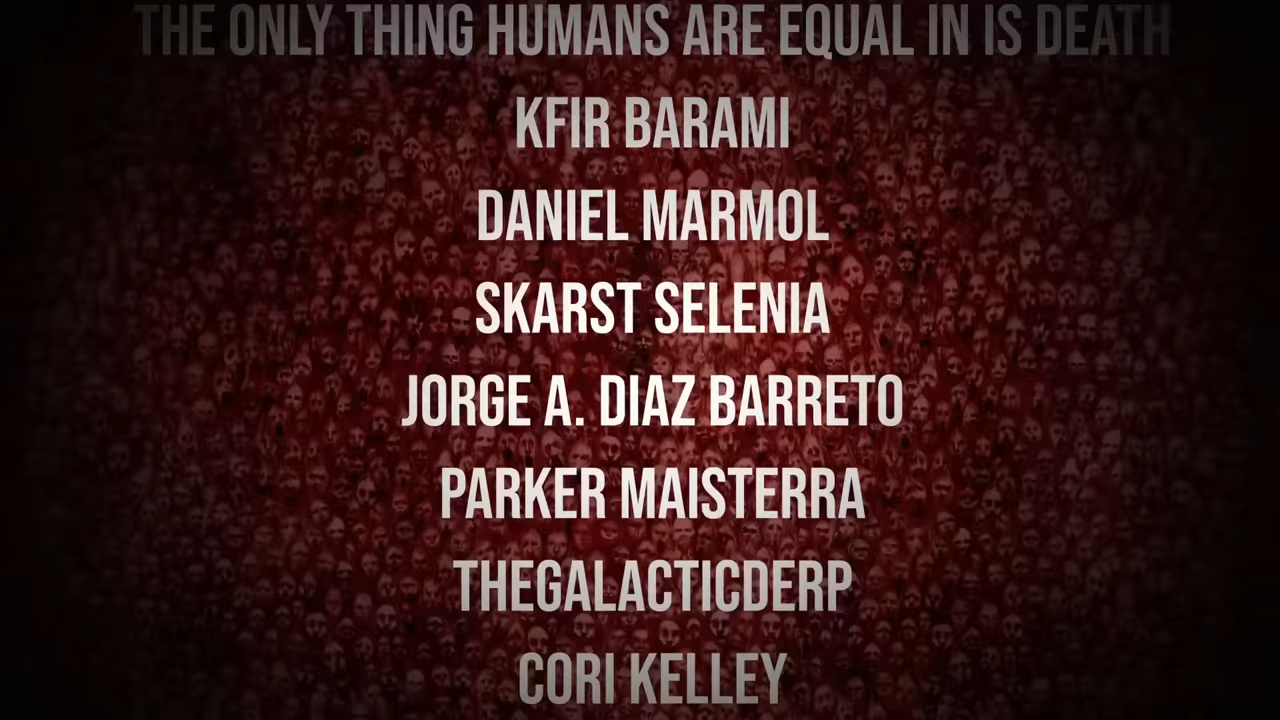 THE ONLY THING HUMANS ARE EQUAL IN IS DEATH
KFIR BARAMI
DANIEL MARMOL
SKARST SELENIA
JORGE A. DIAZ BARRETO
PARKER MAISTERRA
THEGALACTICDERP
CORI KELLEY